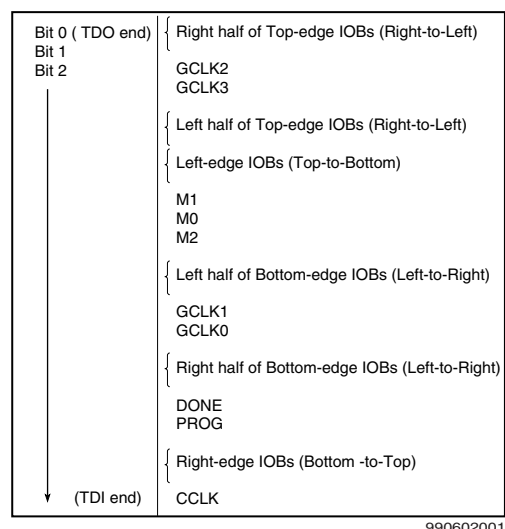 Bit 0 ( TDO end)
Bit 1
Bit 2
Right half of Top-edge IOBs (Right-to-Left)
GCLK2
GCLK3
Left half of Top-edge IOBs (Right-to-Left)
Left-edge IOBs (Top-to-Bottom)
M1
M0
M2
Left half of Bottom-edge IOBs (Left-to-Right)
GCLK1
GCLK0
Right half of Bottom-edge IOBs (Left-to-Right)
DONE
PROG
Right-edge IOBs (Bottom -to-Top)
(TDI end)
CCLK
990602001